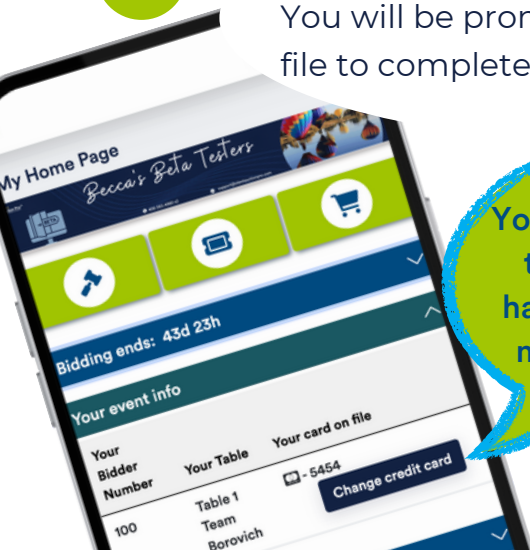 You will be pron
file to complete
My Home Page
Becca's Beta Testers
Bidding ends: 43d 23h
Your event info
Your Bidder Number
Your Table
Your card on file
100
Table 1 Team Borovich
- 5454
Change credit card
Yo
t
ha
n